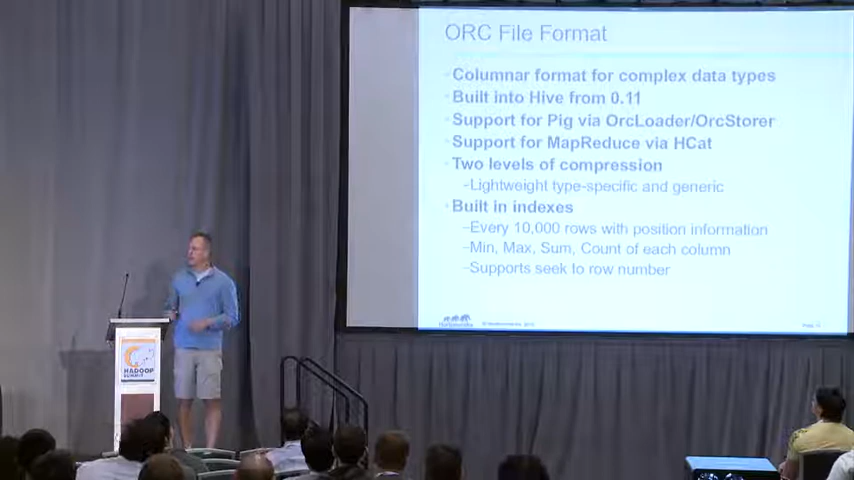 ORC File Format
Columnar format for complex data types
Built into Hive from 0.11
Support for Pig via OrcLoader/OrcStorer
Support for MapReduce via HCat
Two levels of compression
–Lightweight type-specific and generic
Built in indexes
–Every 10,000 rows with position information
–Min, Max, Sum, Count of each column
–Supports seek to row number
Hortonworks
HADOOP
SUMMIT